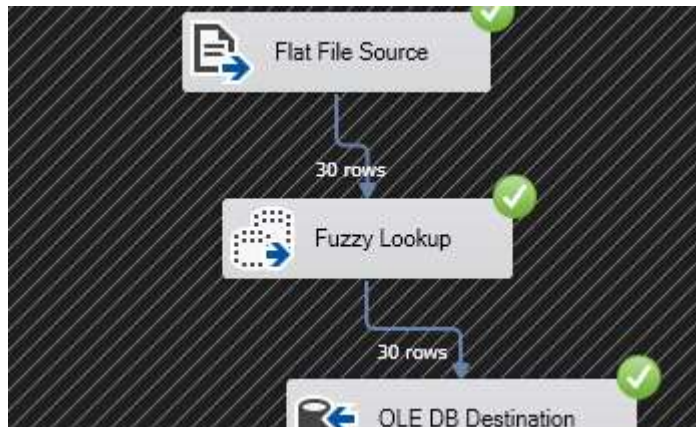 Flat File Source
30 rows
Fuzzy Lookup
30 rows
OLE DB Destination